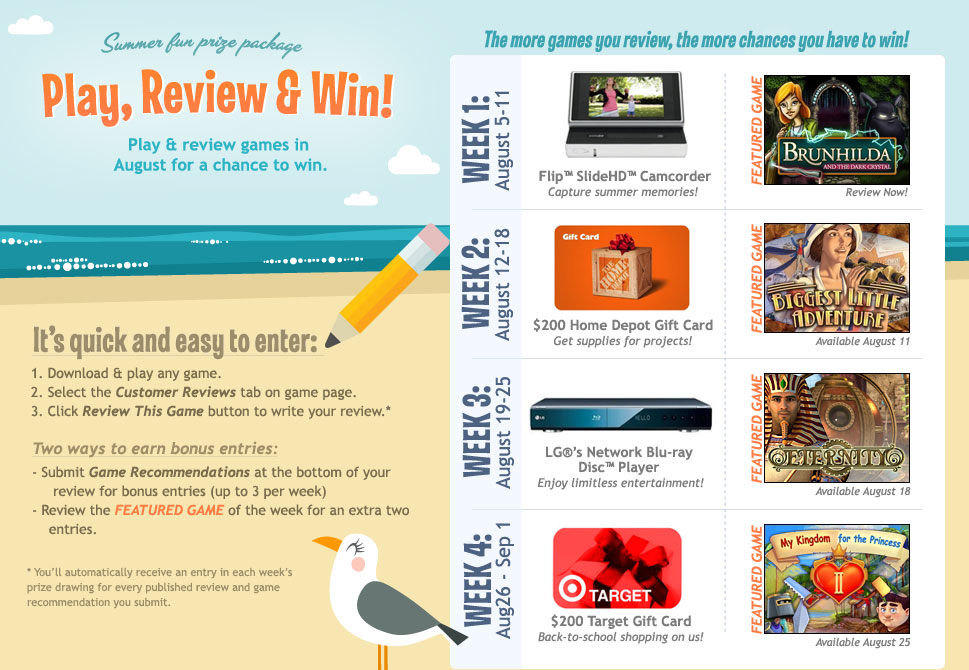 Summer fun prize package
Play, Review & Win!
Play & review games in
August for a chance to win.
It's quick and easy to enter:
1. Download & play any game.
2. Select the Customer Reviews tab on game page.
3. Click Review This Game button to write your review.*
Two ways to earn bonus entries:
- Submit Game Recommendations at the bottom of your
review for bonus entries (up to 3 per week)
- Review the FEATURED GAME of the week for an extra two
entries.
* You'll automatically receive an entry in each week's
prize drawing for every published review and game
recommendation you submit.
The more games you review, the more chances you have to win!
WEEK 1:
August 5-11
Flip™ SlideHD™ Camcorder
Capture summer memories!
FEATURED GAME
BRUNHILDA
AND THE DARK CRYSTAL
Review Now!
WEEK 2:
August 12-18
Gift Card
THE HOME DEPOT
$200 Home Depot Gift Card
Get supplies for projects!
FEATURED GAME
BIGGEST LITTLE
ADVENTURE
Available August 11
WEEK 3:
August 19-25
LG
HELLO
LG®'s Network Blu-ray
Disc™ Player
Enjoy limitless entertainment!
FEATURED GAME
ETERNITY
Available August 18
WEEK 4:
Aug26 - Sep 1
TARGET
$200 Target Gift Card
Back-to-school shopping on us!
FEATURED GAME
My Kingdom for the Princess
II
Available August 25